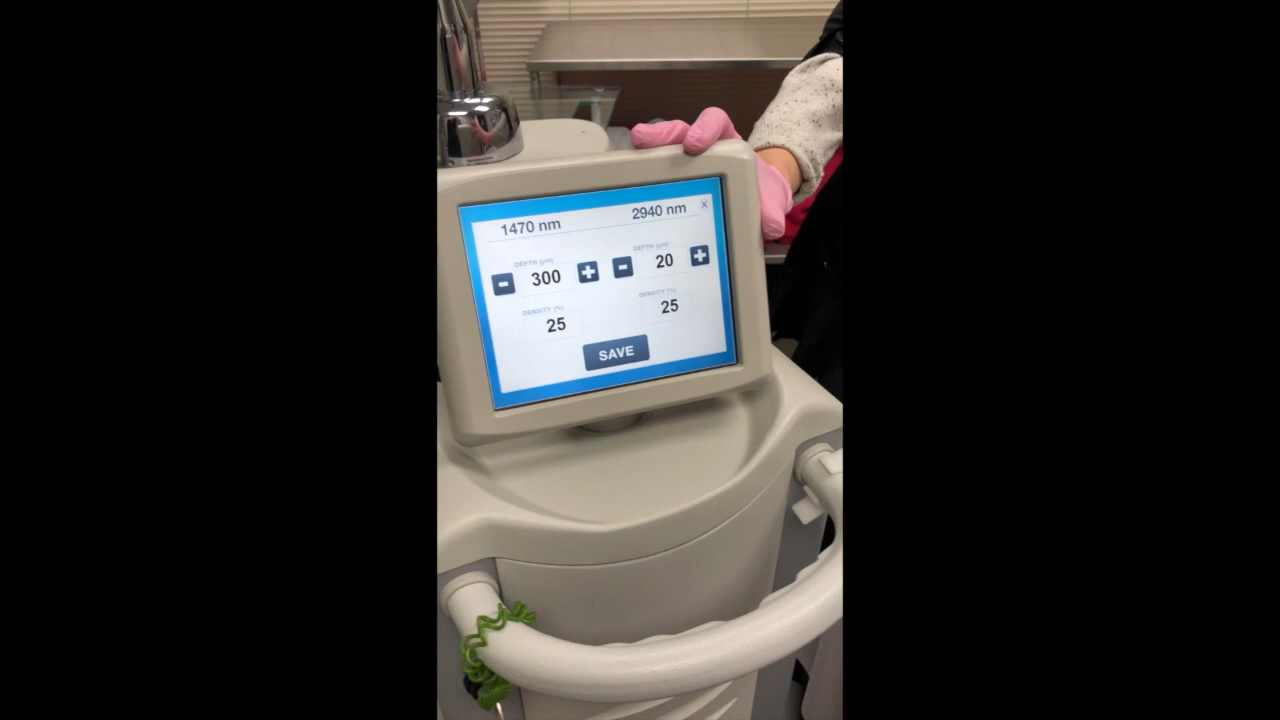 1470 nm 2940 nm ×
DEPTH (µm) DEPTH (µm)
- 300 + - 20 +
DENSITY (%) DENSITY (%)
25 25
SAVE